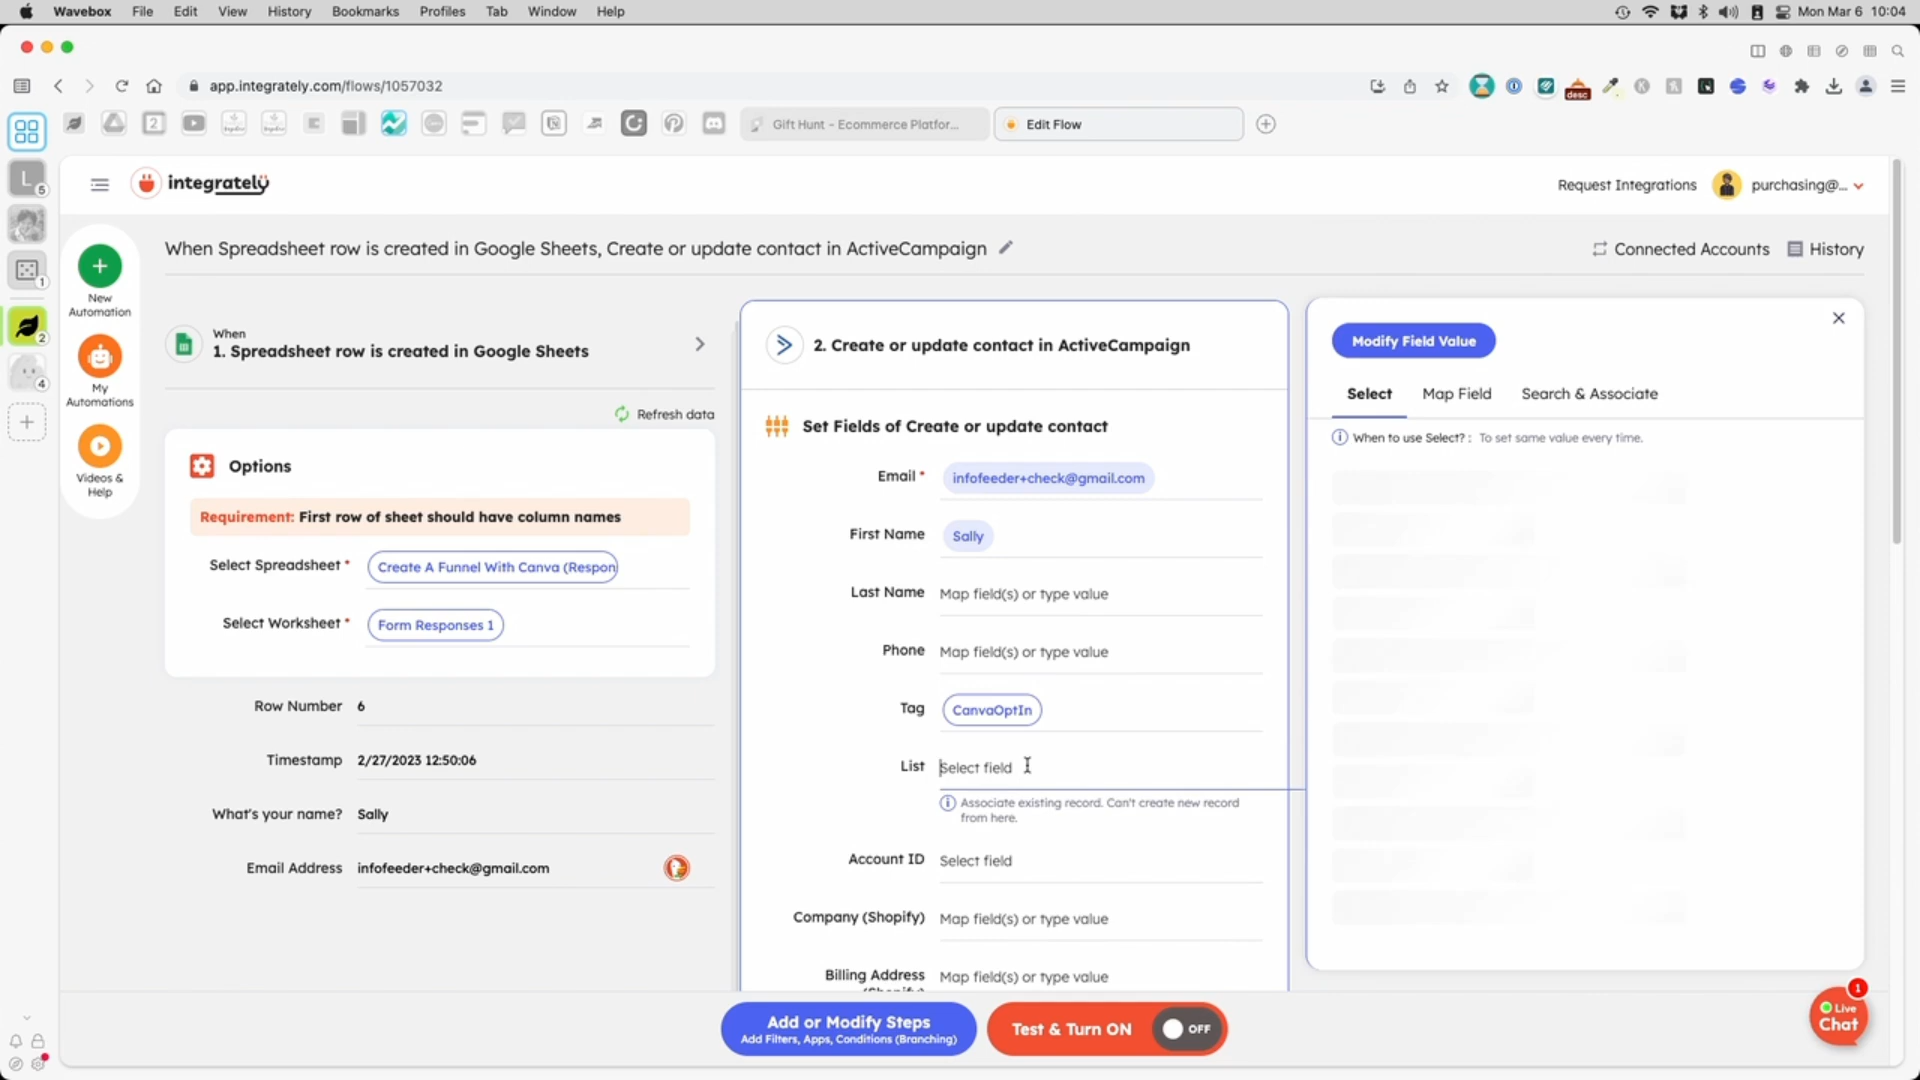 Wavebox File Edit View History Bookmarks Profiles Tab Window Help
Mon Mar 6 10:04
app.integrately.com/flows/1057032
desc
2
Gift Hunt – Ecommerce Platfor...
Edit Flow
L
5
1
2
4
integrately
Request Integrations
purchasing@...
When Spreadsheet row is created in Google Sheets, Create or update contact in ActiveCampaign
Connected Accounts
History
New
Automation
My
Automations
Videos &
Help
When
1. Spreadsheet row is created in Google Sheets
Refresh data
Options
Requirement: First row of sheet should have column names
Select Spreadsheet *
Create A Funnel With Canva (Respon
Select Worksheet *
Form Responses 1
Row Number 6
Timestamp 2/27/2023 12:50:06
What's your name? Sally
Email Address infofeeder+check@gmail.com
2. Create or update contact in ActiveCampaign
Set Fields of Create or update contact
Email * infofeeder+check@gmail.com
First Name Sally
Last Name Map field(s) or type value
Phone Map field(s) or type value
Tag CanvaOptIn
List Select field
Associate existing record. Can't create new record
from here.
Account ID Select field
Company (Shopify) Map field(s) or type value
Billing Address Map field(s) or type value
(Shopify)
Modify Field Value
Select Map Field Search & Associate
When to use Select? : To set same value every time.
Add or Modify Steps
Add Filters, Apps, Conditions (Branching)
Test & Turn ON OFF
1
Live
Chat